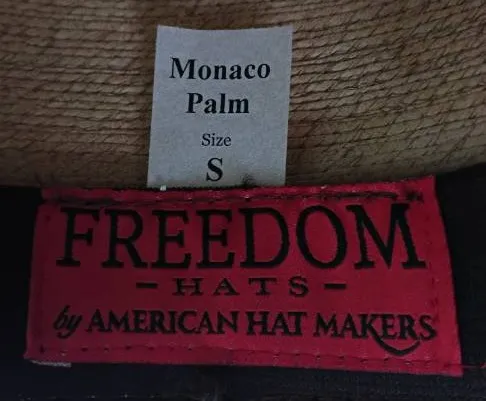 Monaco
Palm
Size
S
FREEDOM
- HATS -
by AMERICAN HAT MAKERS